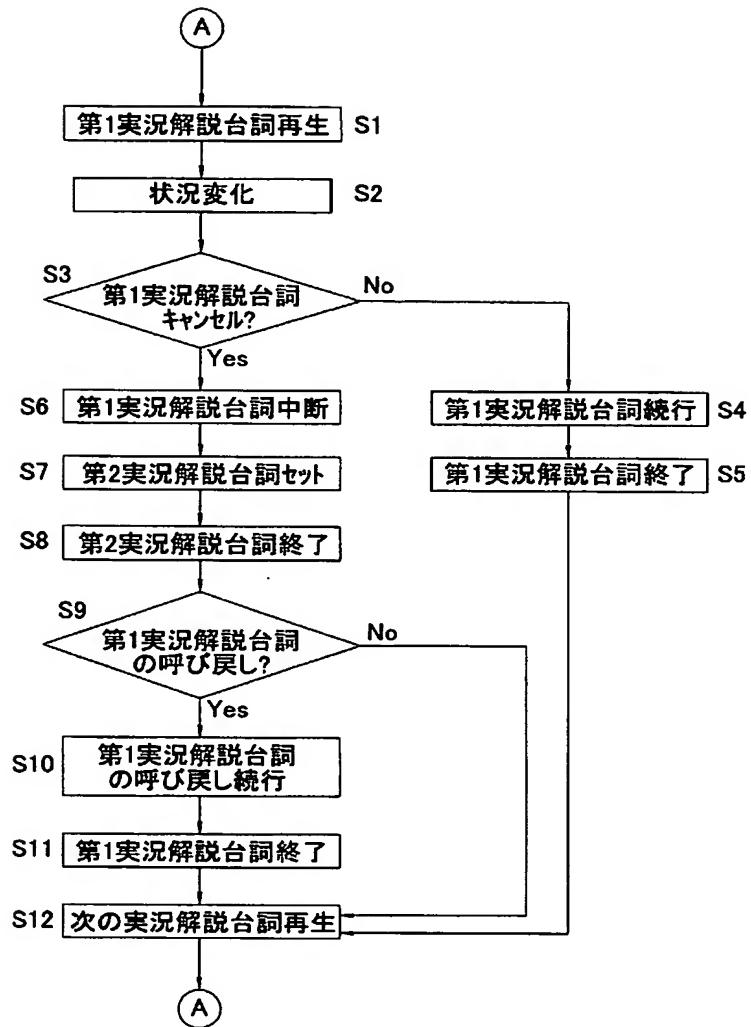 A
第1実況解説台詞再生 S1
状況変化 S2
S3
第1実況解説台詞
キャンセル?
No
Yes
S6 第1実況解説台詞中断
第1実況解説台詞続行 S4
S7 第2実況解説台詞セット
第1実況解説台詞終了 S5
S8 第2実況解説台詞終了
S9
第1実況解説台詞
の呼び戻し?
No
Yes
S10
第1実況解説台詞
の呼び戻し続行
S11 第1実況解説台詞終了
S12 次の実況解説台詞再生
A